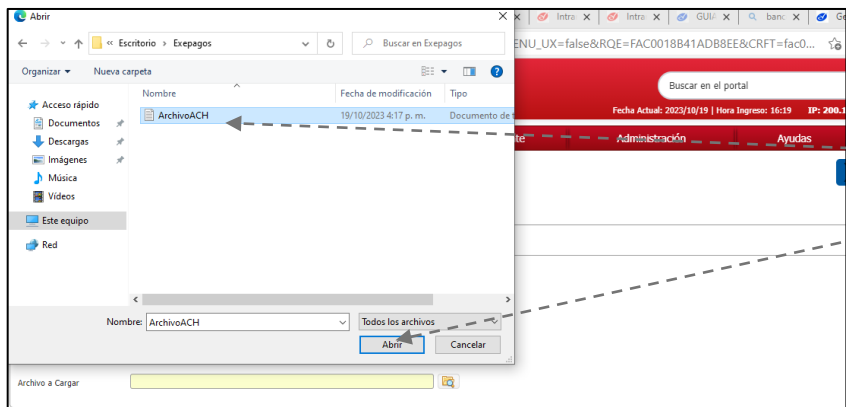 Abrir
Intra
Intra
GUI/
banc
Ge
« Escritorio > Exepagos
Buscar en Exepagos
ENU_UX=false&RQE=FAC0018B41ADB8EE&CRFT=fac0...
Organizar
Nueva carpeta
Nombre
Fecha de modificación
Tipo
Buscar en el portal
Acceso rápido
ArchivoACH
19/10/2023 4:17 p. m.
Documento de t
Fecha Actual: 2023/10/19 | Hora Ingreso: 16:19 IP: 200.1
Documentos
Descargas
te
Administración
Ayudas
Imágenes
Música
Vídeos
Este equipo
Red
Nombre: ArchivoACH
Todos los archivos
Abrir
Cancelar
Archivo a Cargar